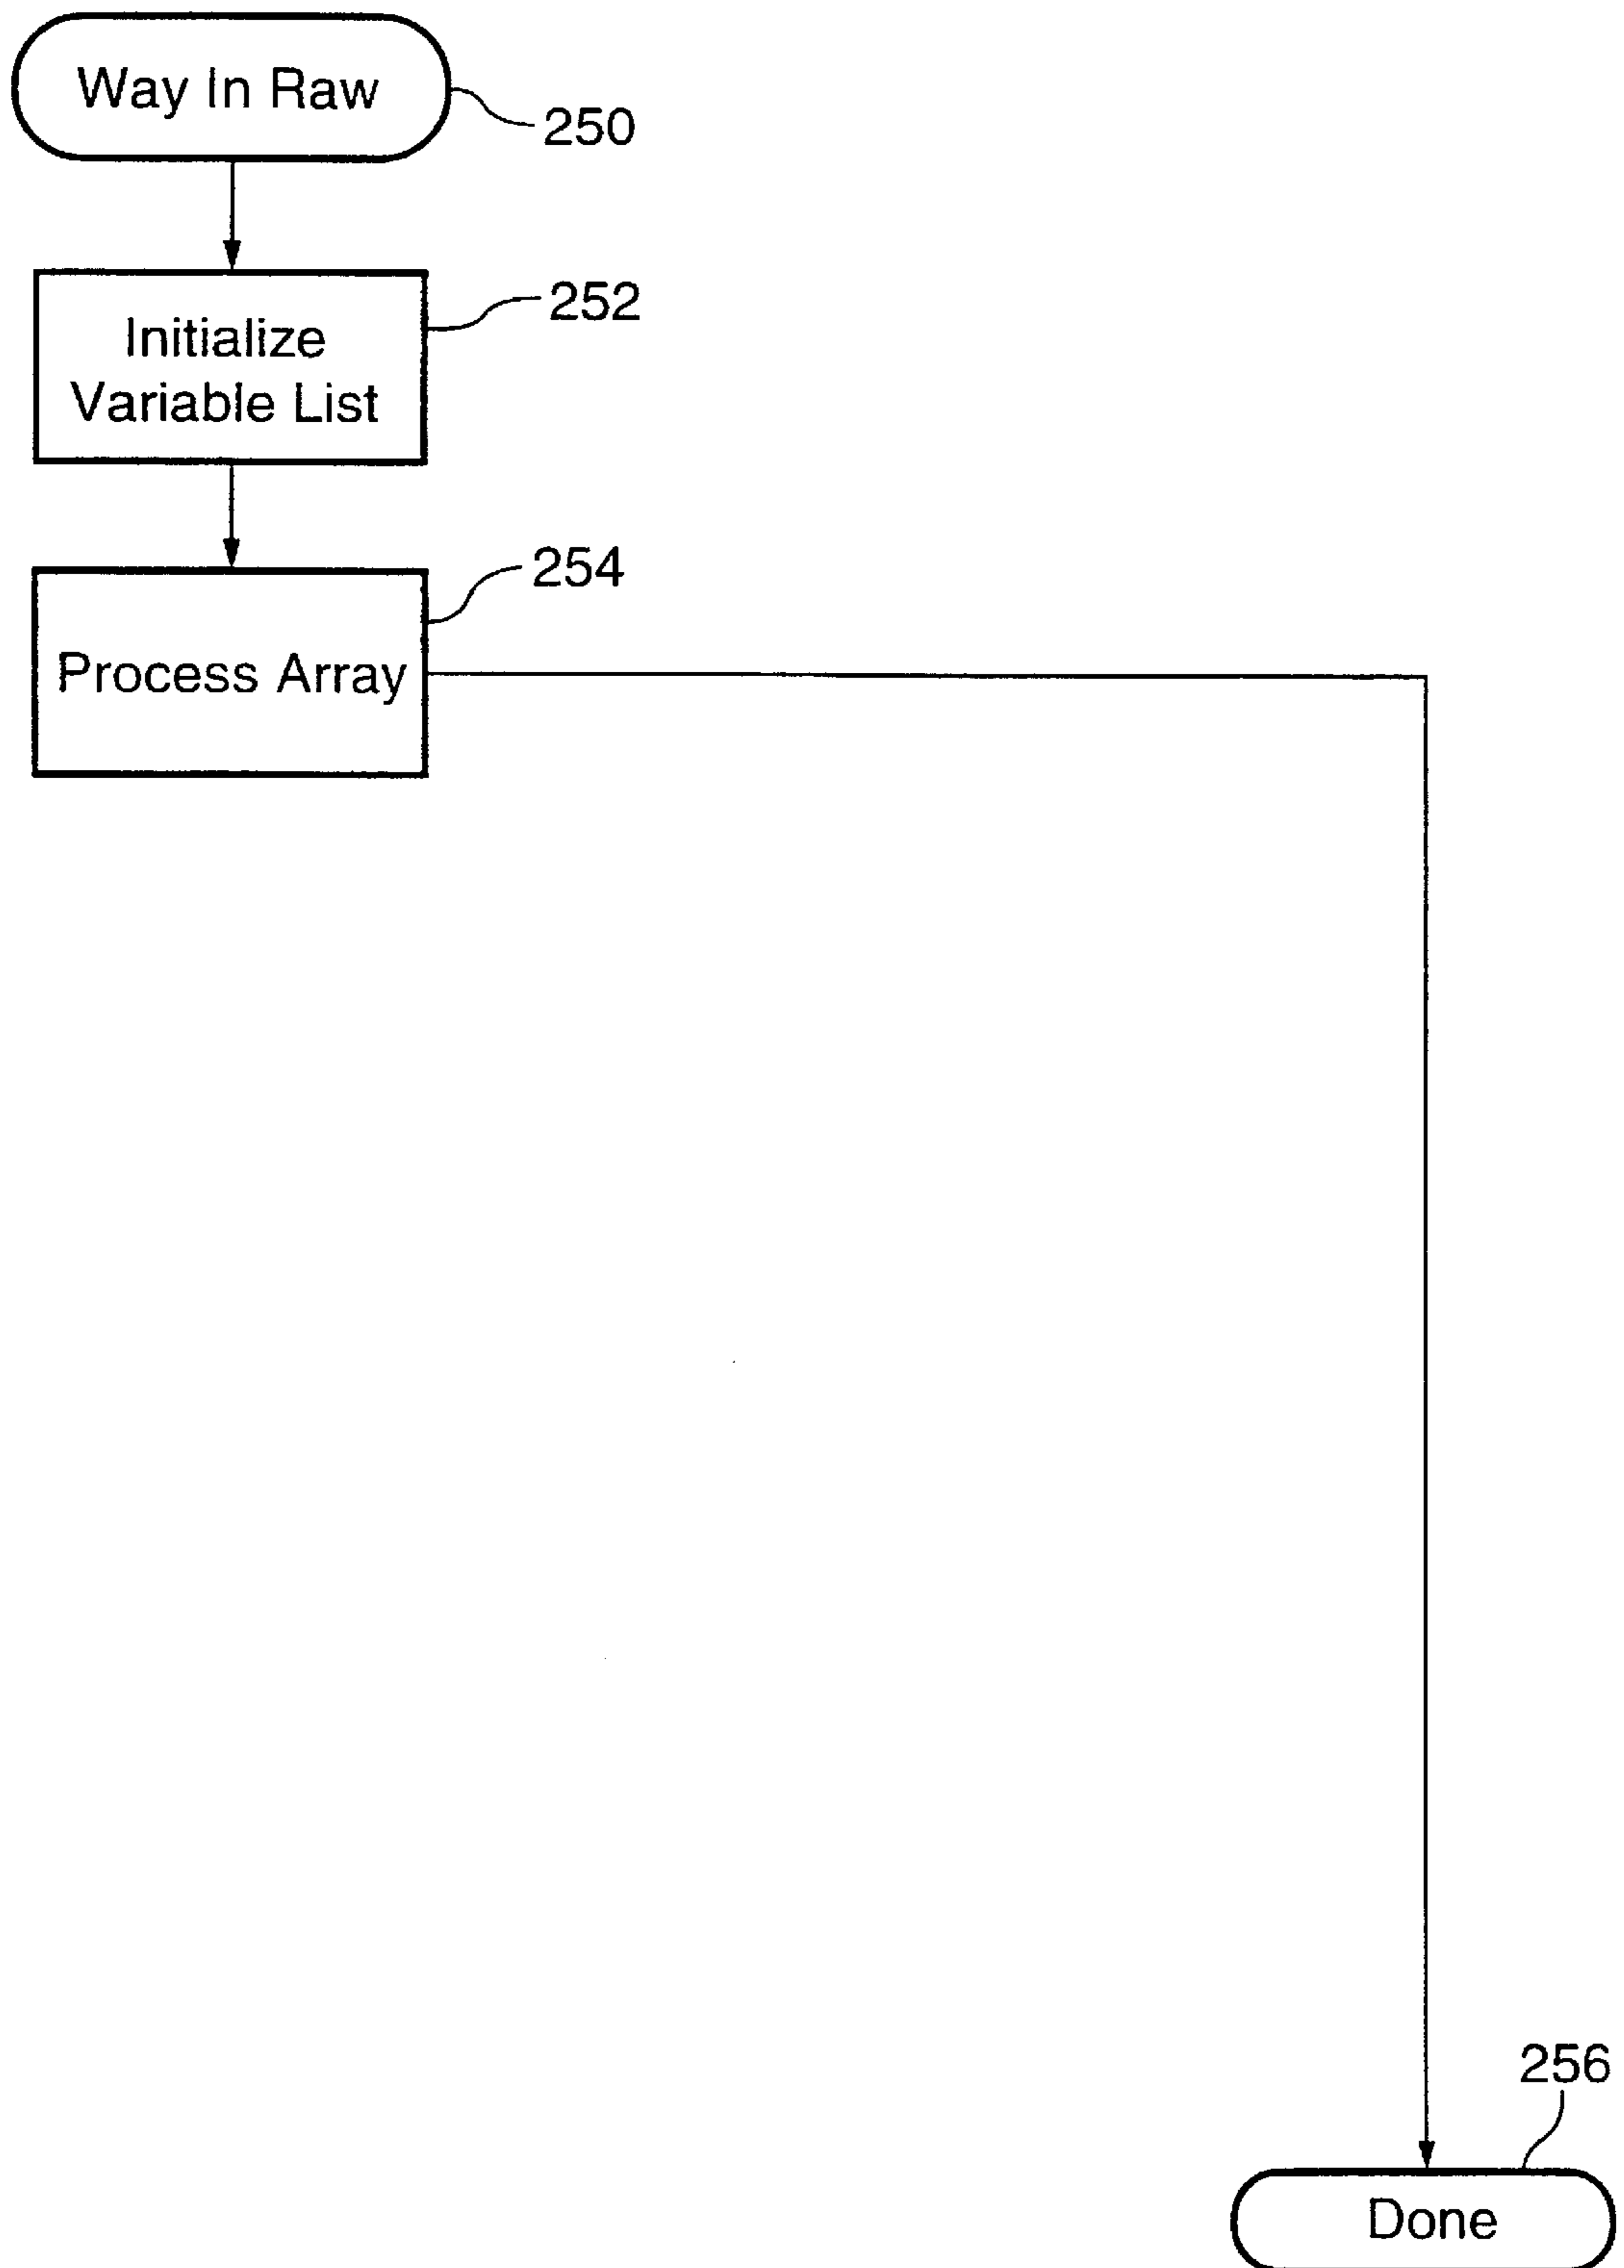 Way In Raw
250
252
Initialize
Variable List
254
Process Array
256
Done